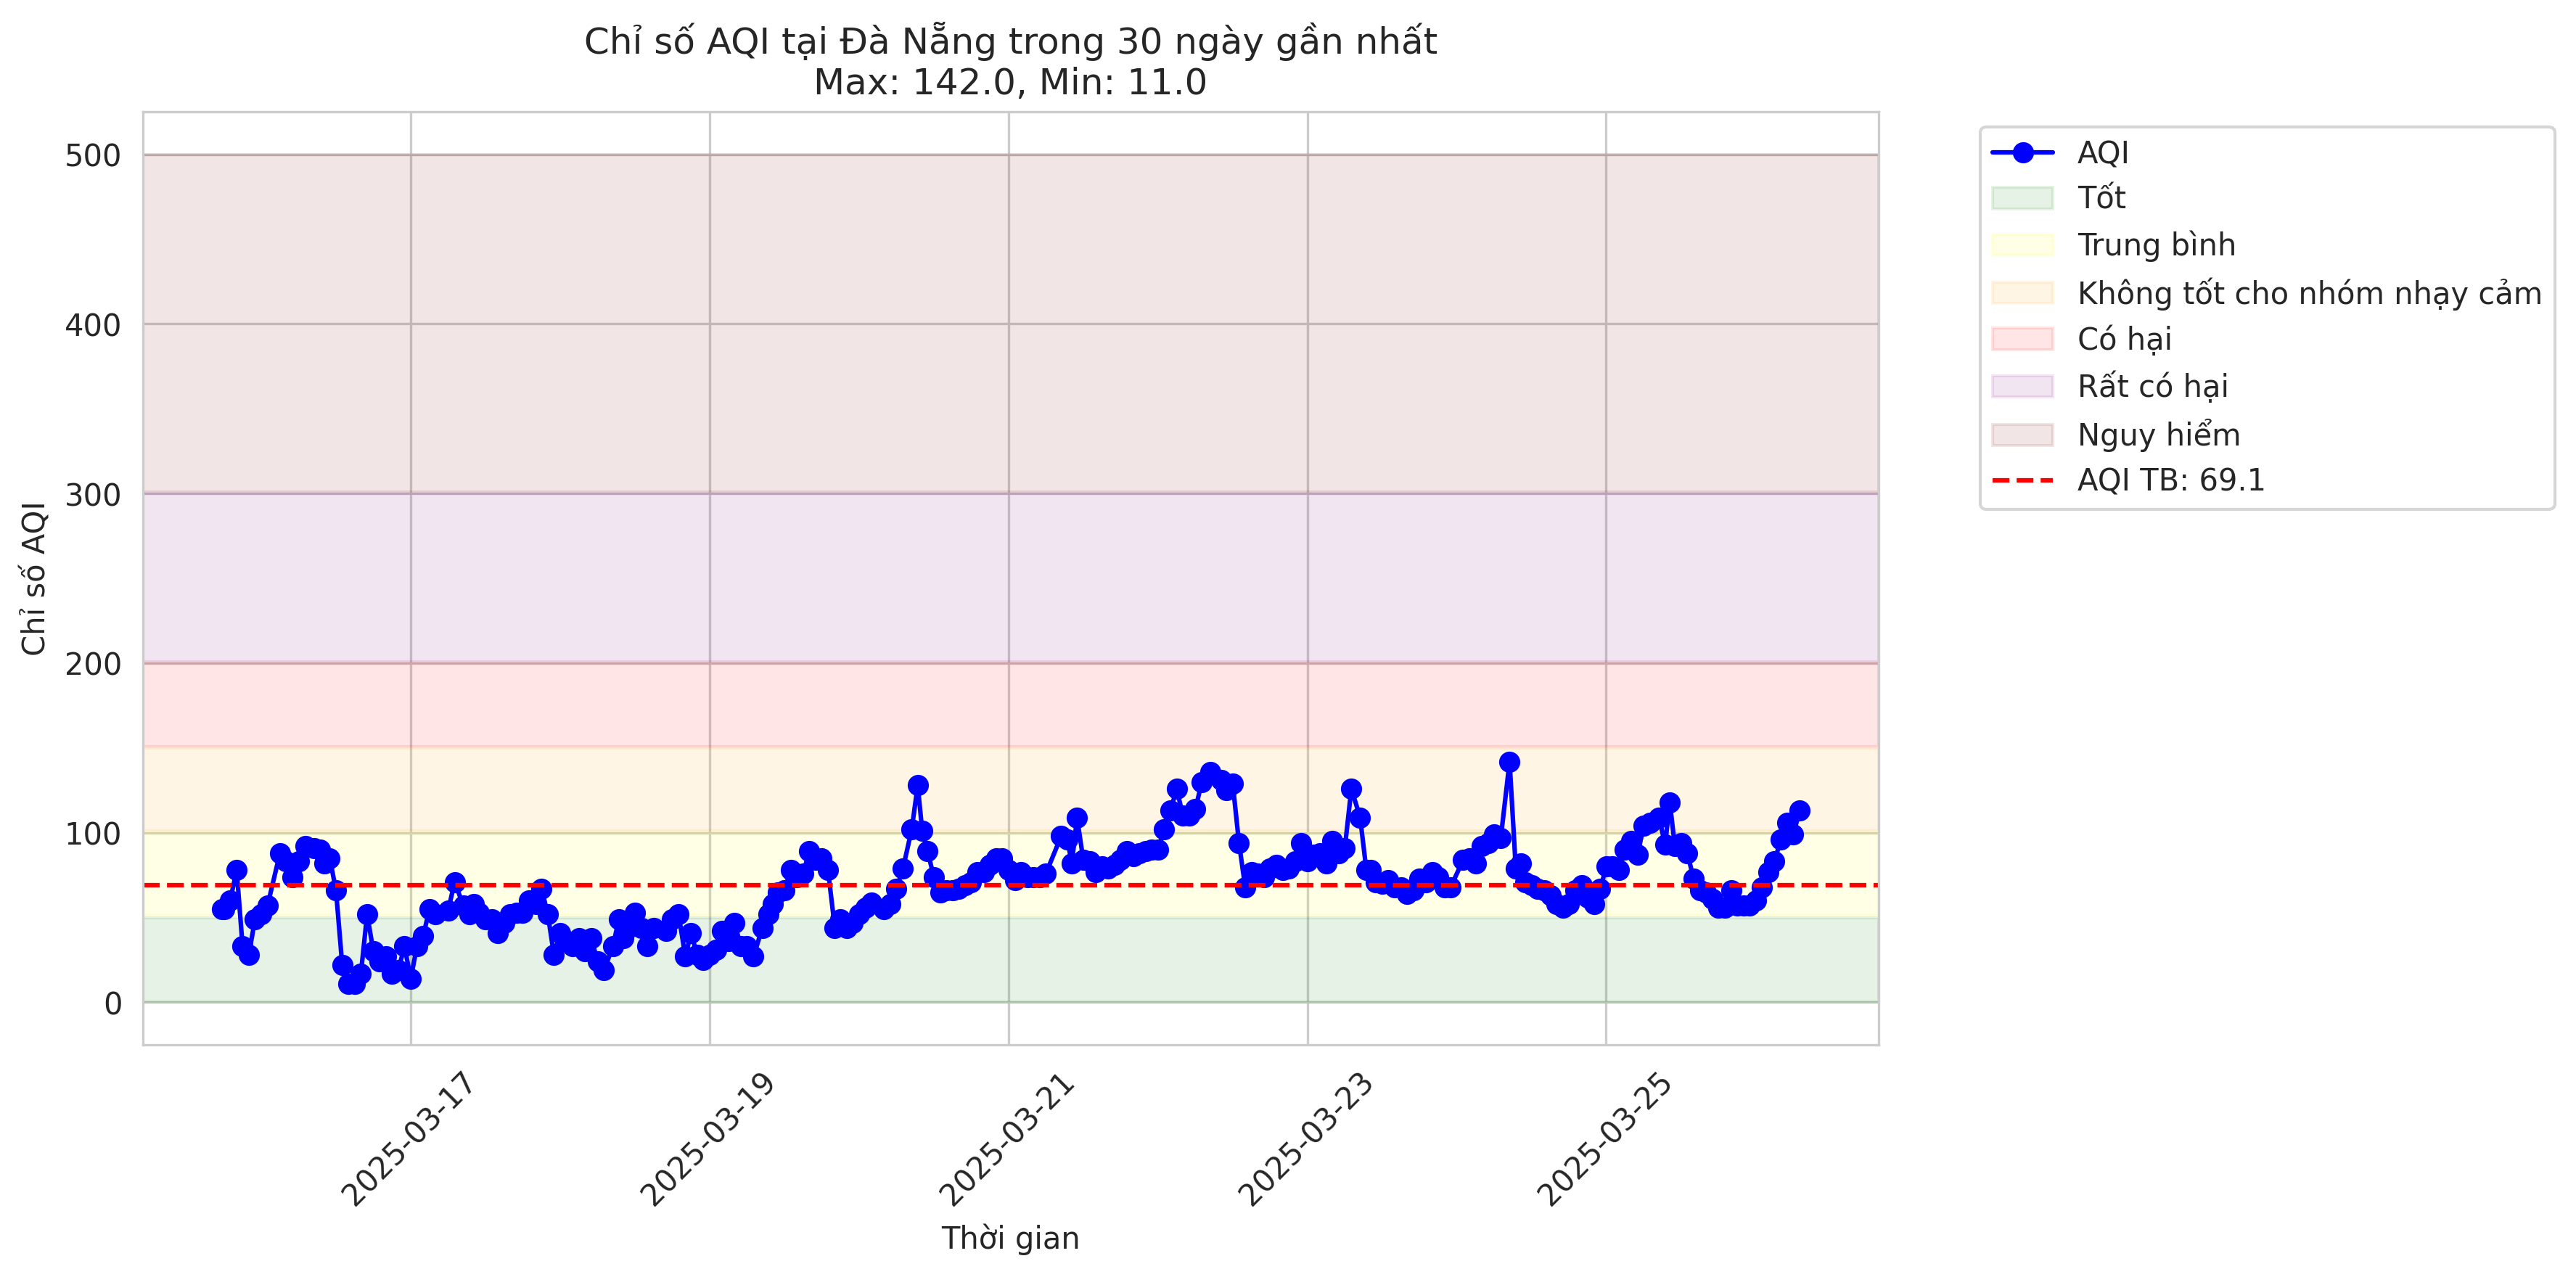 Chỉ số AQI tại Đà Nẵng trong 30 ngày gần nhất
Max: 142.0, Min: 11.0
Chỉ số AQI
500
400
300
200
100
0
2025-03-17
2025-03-19
2025-03-21
2025-03-23
2025-03-25
Thời gian
AQI
Tốt
Trung bình
Không tốt cho nhóm nhạy cảm
Có hại
Rất có hại
Nguy hiểm
AQI TB: 69.1